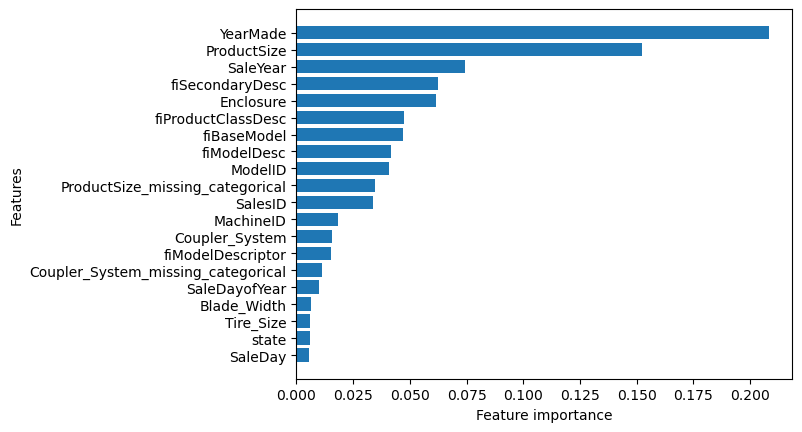 YearMade
ProductSize
SaleYear
fiSecondaryDesc
Enclosure
fiProductClassDesc
fiBaseModel
fiModelDesc
ModelID
ProductSize_missing_categorical
SalesID
MachineID
Coupler_System
fiModelDescriptor
Coupler_System_missing_categorical
SaleDayofYear
Blade_Width
Tire_Size
state
SaleDay
Features
0.000 0.025 0.050 0.075 0.100 0.125 0.150 0.175 0.200
Feature importance